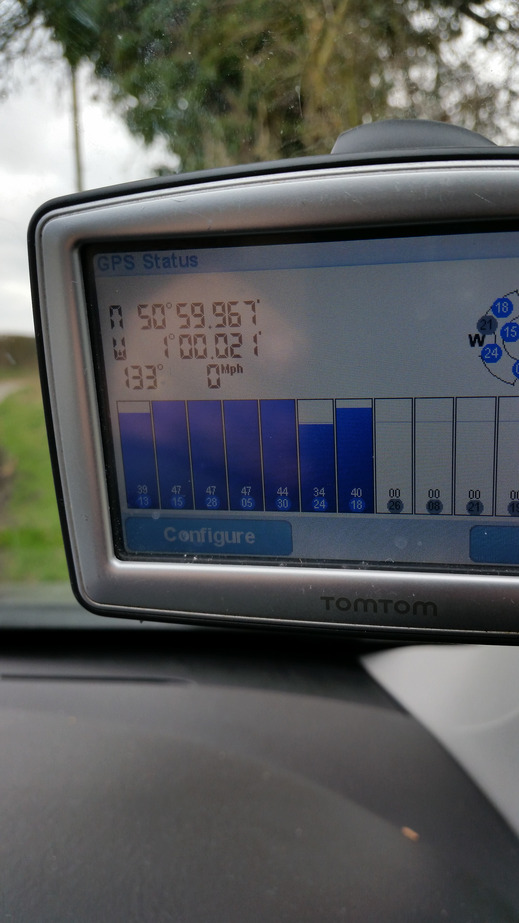 GPS Status
N 50°59.967'
W 1°00.021'
133° 0Mph
18
21
15
W
24
39 47 47 47 44 34 40 00 00 00 00
13 15 28 05 30 24 18 26 08 21
Configure
TOMTOM